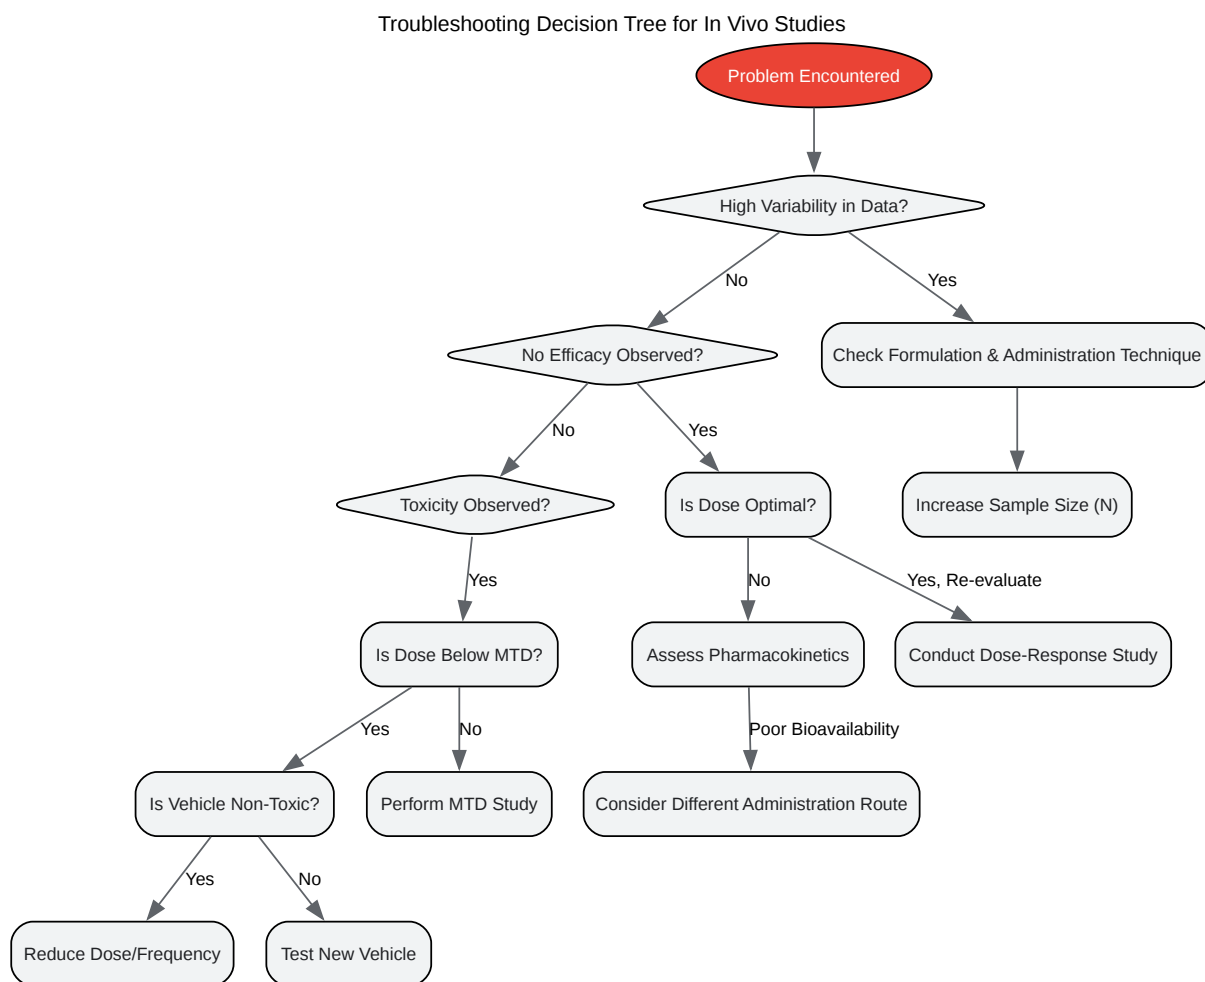 Troubleshooting Decision Tree for In Vivo Studies
Problem Encountered
High Variability in Data?
No
Yes
No Efficacy Observed?
Check Formulation & Administration Technique
No
Yes
Toxicity Observed?
Is Dose Optimal?
Increase Sample Size (N)
Yes
No
Yes, Re-evaluate
Is Dose Below MTD?
Assess Pharmacokinetics
Conduct Dose-Response Study
Yes
No
Poor Bioavailability
Is Vehicle Non-Toxic?
Perform MTD Study
Consider Different Administration Route
Yes
No
Reduce Dose/Frequency
Test New Vehicle